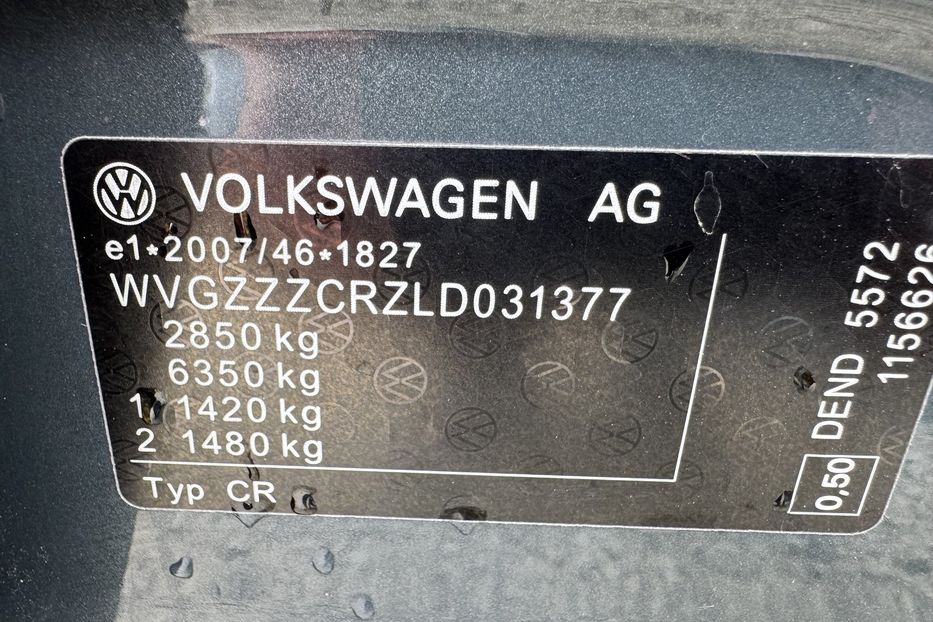 VOLKSWAGEN AG
e1*2007/46*1827
WVGZZZCRZLD031377
2850 kg
6350 kg
1 1420 kg
2 1480 kg
Typ CR
0,50 DEND 5572
1156626